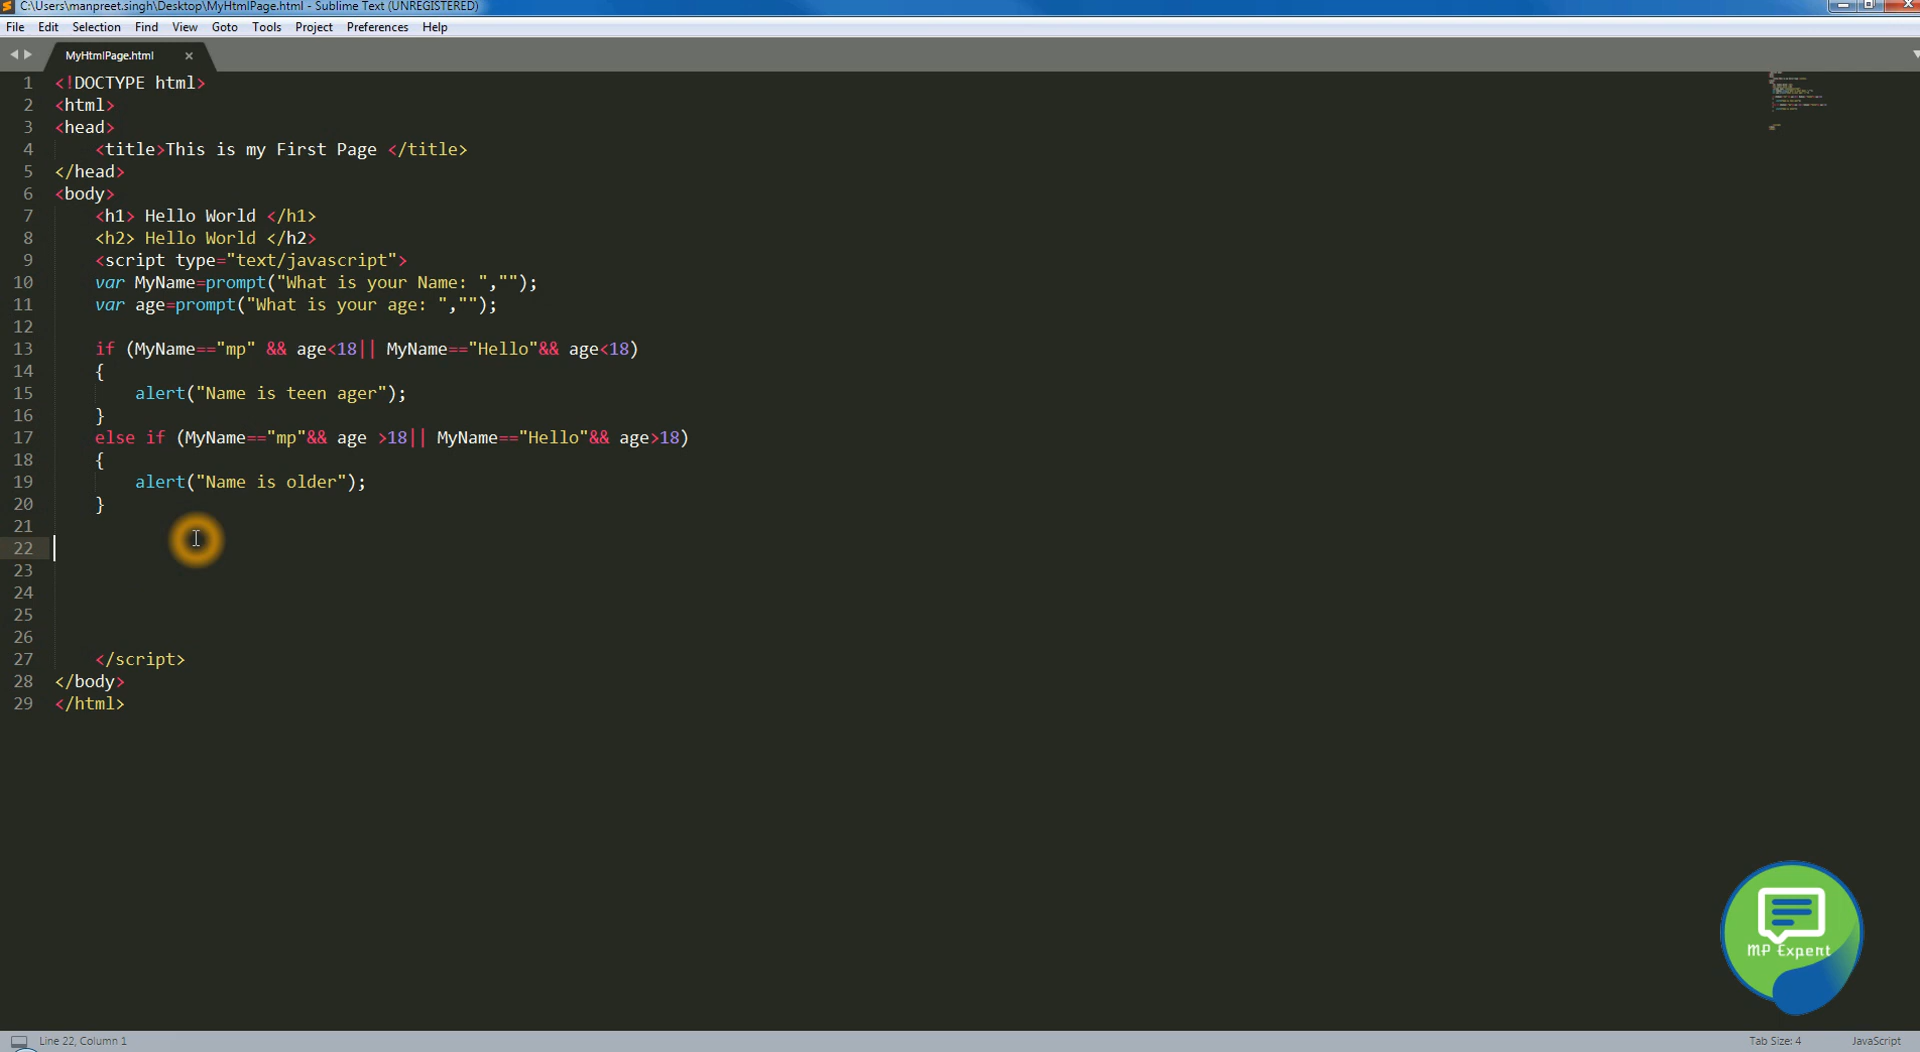 C:\Users\manpreet.singh\Desktop\MyHtmlPage.html - Sublime Text (UNREGISTERED)
File Edit Selection Find View Goto Tools Project Preferences Help
MyHtmlPage.html
1 <!DOCTYPE html>
2 <html>
3 <head>
4 <title>This is my First Page </title>
5 </head>
6 <body>
7 <h1> Hello World </h1>
8 <h2> Hello World </h2>
9 <script type="text/javascript">
10 var MyName=prompt("What is your Name: ","");
11 var age=prompt("What is your age: ","");
12
13 if (MyName=="mp" && age<18|| MyName=="Hello"&& age<18)
14 {
15 alert("Name is teen ager");
16 }
17 else if (MyName=="mp"&& age >18|| MyName=="Hello"&& age>18)
18 {
19 alert("Name is older");
20 }
21
22
23
24
25
26
27 </script>
28 </body>
29 </html>
MP Expert
Line 22, Column 1 Tab Size: 4 JavaScript